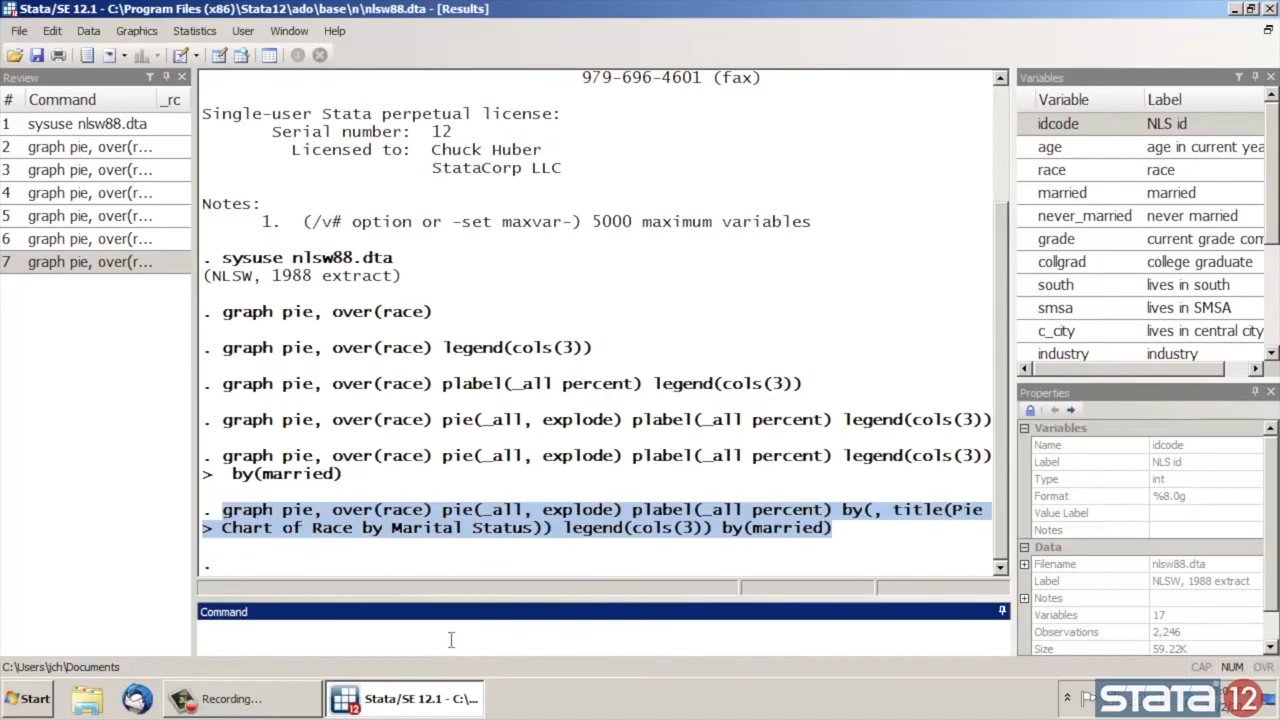 Stata/SE 12.1 - C:\Program Files (x86)\Stata12\ado\base\n\nlsw88.dta - [Results]
File Edit Data Graphics Statistics User Window Help
Review
# Command _rc
1 sysuse nlsw88.dta
2 graph pie, over(r...
3 graph pie, over(r...
4 graph pie, over(r...
5 graph pie, over(r...
6 graph pie, over(r...
7 graph pie, over(r...
979-696-4601 (fax)
Single-user Stata perpetual license:
Serial number: 12
Licensed to: Chuck Huber
StataCorp LLC
Notes:
1. (/v# option or -set maxvar-) 5000 maximum variables
. sysuse nlsw88.dta
(NLSW, 1988 extract)
. graph pie, over(race)
. graph pie, over(race) legend(cols(3))
. graph pie, over(race) plabel(_all percent) legend(cols(3))
. graph pie, over(race) pie(_all, explode) plabel(_all percent) legend(cols(3))
. graph pie, over(race) pie(_all, explode) plabel(_all percent) legend(cols(3))
> by(married)
. graph pie, over(race) pie(_all, explode) plabel(_all percent) by(, title(Pie
> Chart of Race by Marital Status)) legend(cols(3)) by(married)
.
Command
Variables
Variable Label
idcode NLS id
age age in current yea
race race
married married
never_married never married
grade current grade com
collgrad college graduate
south lives in south
smsa lives in SMSA
c_city lives in central city
industry industry
Properties
Variables
Name idcode
Label NLS id
Type int
Format %8.0g
Value Label
Notes
Data
Filename nlsw88.dta
Label NLSW, 1988 extract
Notes
Variables 17
Observations 2,246
Size 59.22K
C:\Users\jch\Documents
CAP NUM OVR
Start
Recording...
12 Stata/SE 12.1 - C:\...
STATA 12